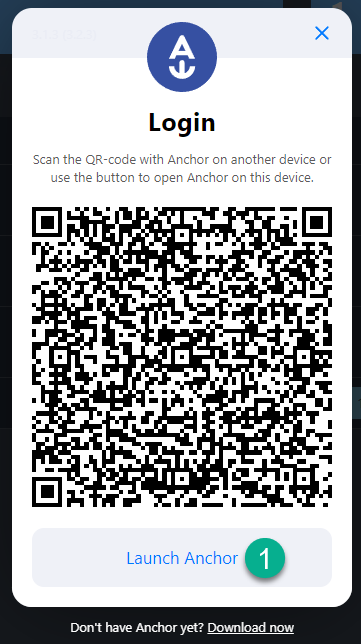 Login
Scan the QR-code with Anchor on another device or
use the button to open Anchor on this device.
Launch Anchor 1
Don't have Anchor yet? Download now